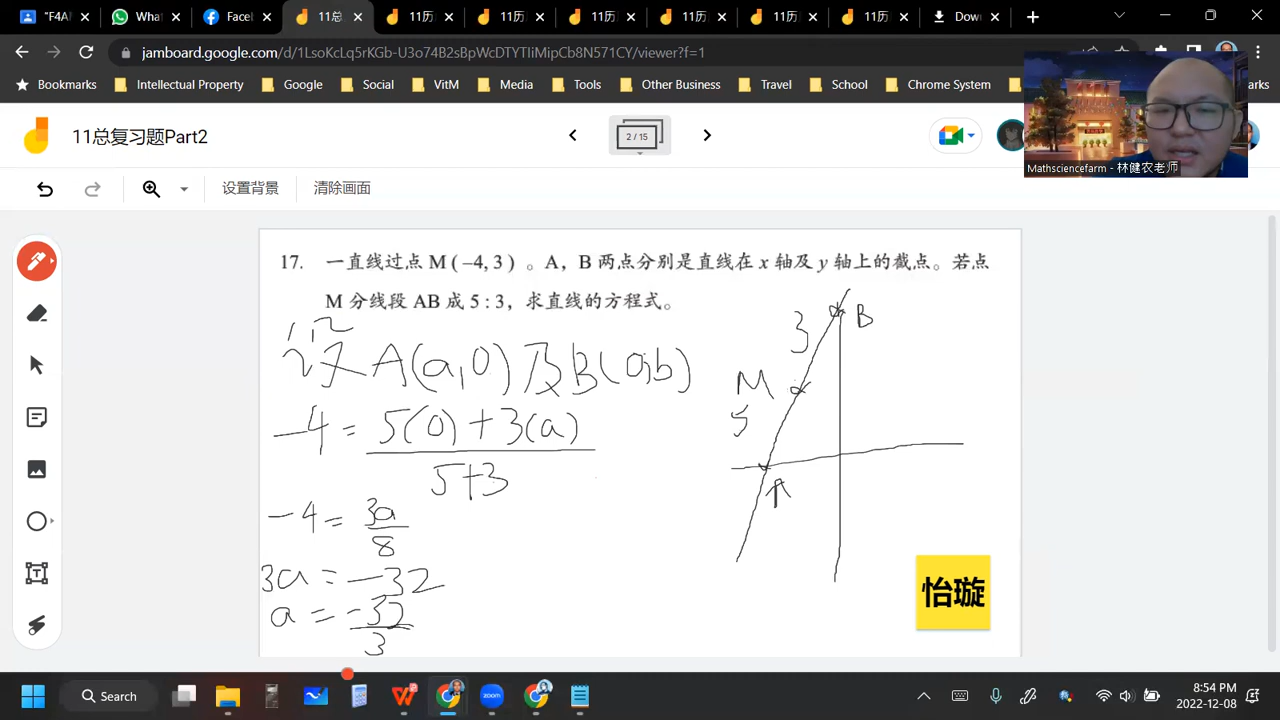 "F4AF
What
Facel
11总
11历
11历
11历
11历
11历
11历
Dow
jamboard.google.com/d/1LsoKcLq5rKGb-U3o74B2sBpWcDTYTIiMipCb8N571CY/viewer?f=1
Bookmarks
Intellectual Property
Google
Social
VitM
Media
Tools
Other Business
Travel
School
Chrome System
Mathsciencefarm - 林健农老师
11总复习题Part2
2 / 15
设置背景
清除画面
17. 一直线过点 M (−4, 3) 。A，B 两点分别是直线在 x 轴及 y 轴上的截点。若点
M 分线段 AB 成 5 : 3，求直线的方程式。
设 A(a,0) 及B(0,b)
-4 = 5(0)+3(a)
5+3
-4 = 3a
8
3a = -32
a = -32
3
B
3
M
5
A
怡璇
Search
8:54 PM
2022-12-08